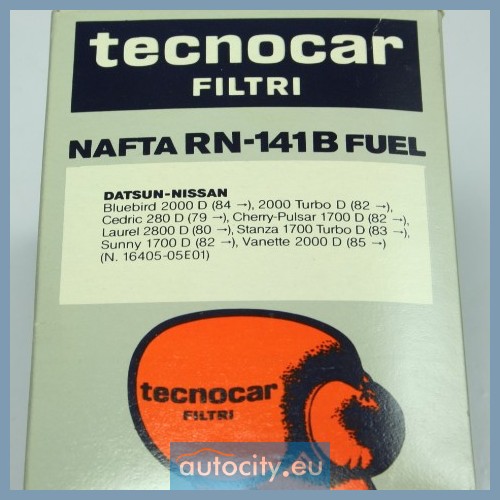 tecnocar
FILTRI
NAFTA RN-141B FUEL
DATSUN-NISSAN
Bluebird 2000 D (84 →), 2000 Turbo D (82 →),
Cedric 280 D (79 →), Cherry-Pulsar 1700 D (82 →),
Laurel 2800 D (80 →), Stanza 1700 Turbo D (83 →),
Sunny 1700 D (82 →), Vanette 2000 D (85 →)
(N. 16405-05E01)
tecnocar
FILTRI
autocity.eu